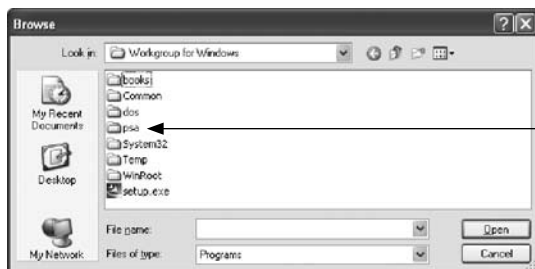 Browse
Look in: Workgroup for Windows
My Recent
Documents
Desktop
My Network
books
Common
dos
psa
System32
Temp
WinRoot
setup.exe
File name: Open
Files of type: Programs Cancel